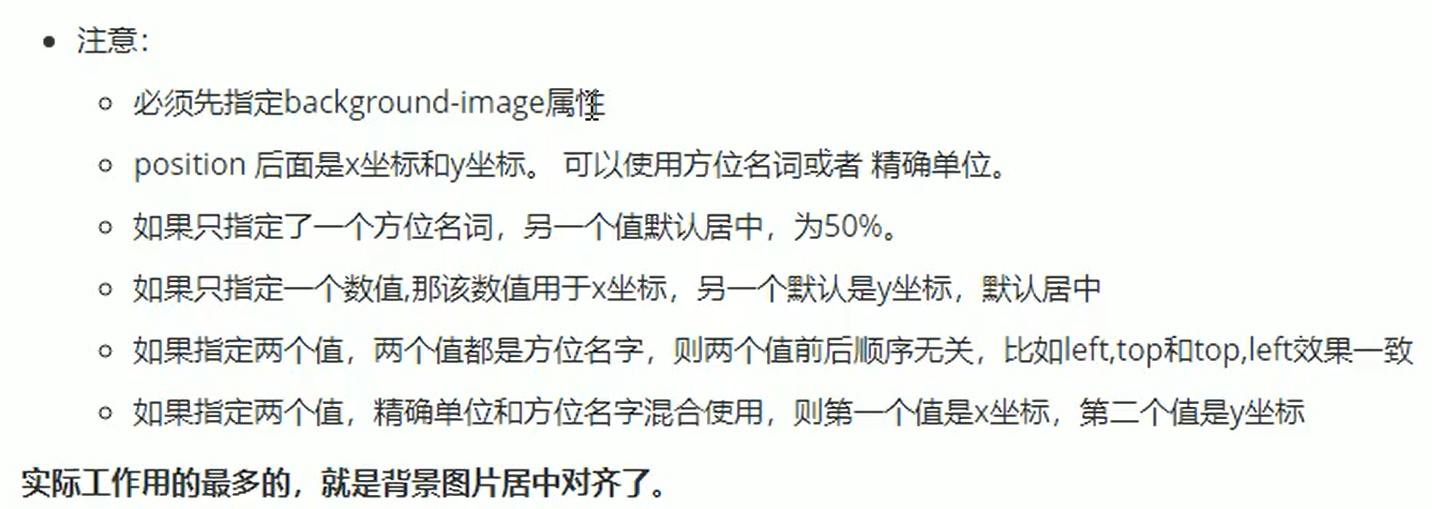 注意：
必须先指定background-image属性
position 后面是x坐标和y坐标。 可以使用方位名词或者 精确单位。
如果只指定了一个方位名词，另一个值默认居中，为50%。
如果只指定一个数值,那该数值用于x坐标，另一个默认是y坐标，默认居中
如果指定两个值，两个值都是方位名字，则两个值前后顺序无关，比如left,top和top,left效果一致
如果指定两个值，精确单位和方位名字混合使用，则第一个值是x坐标，第二个值是y坐标
实际工作用的最多的，就是背景图片居中对齐了。